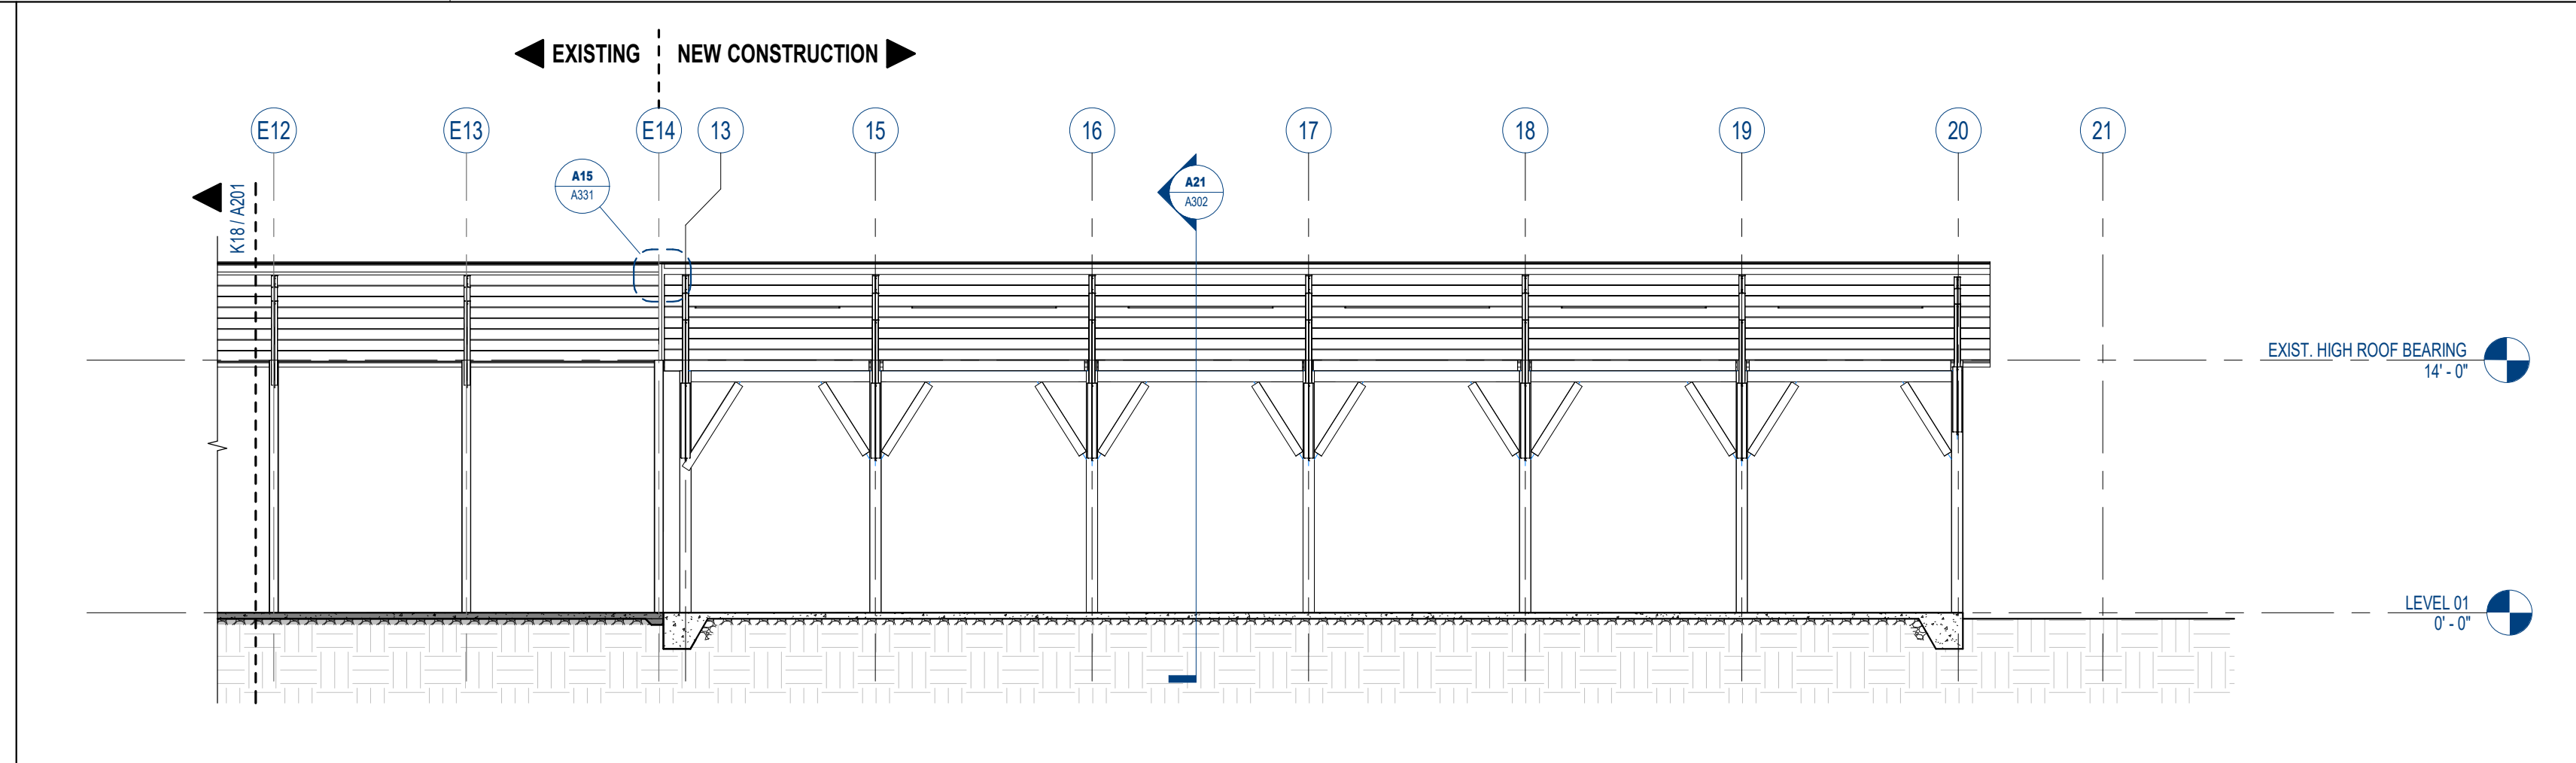 EXISTING
NEW CONSTRUCTION
E12
E13
E14
13
15
16
17
18
19
20
21
K18 / A201
A15
A331
A21
A302
EXIST. HIGH ROOF BEARING
14' - 0"
LEVEL 01
0' - 0"